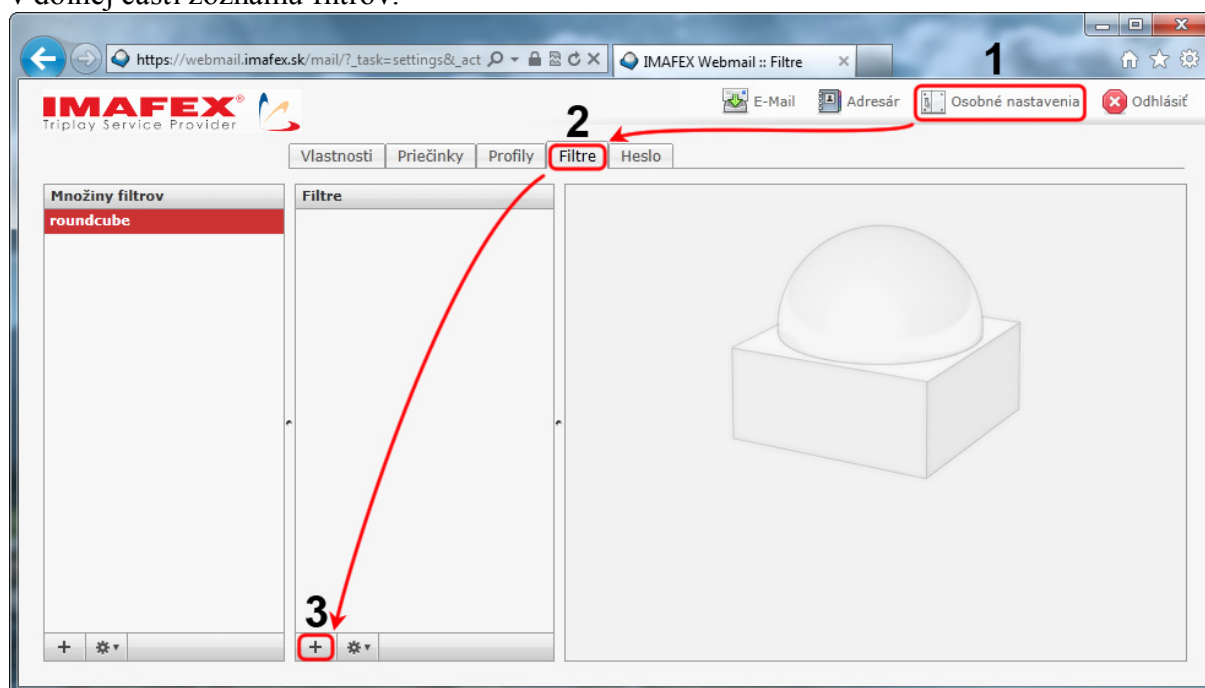 v dolnej časti zoznamu filtrov.
https://webmail.imafex.sk/mail/?_task=settings&_act
IMAFEX Webmail :: Filtre
1
IMAFEX®
Triplay Service Provider
E-Mail
Adresár
Osobné nastavenia
Odhlásiť
2
Vlastnosti
Priečinky
Profily
Filtre
Heslo
Množiny filtrov
Filtre
roundcube
3